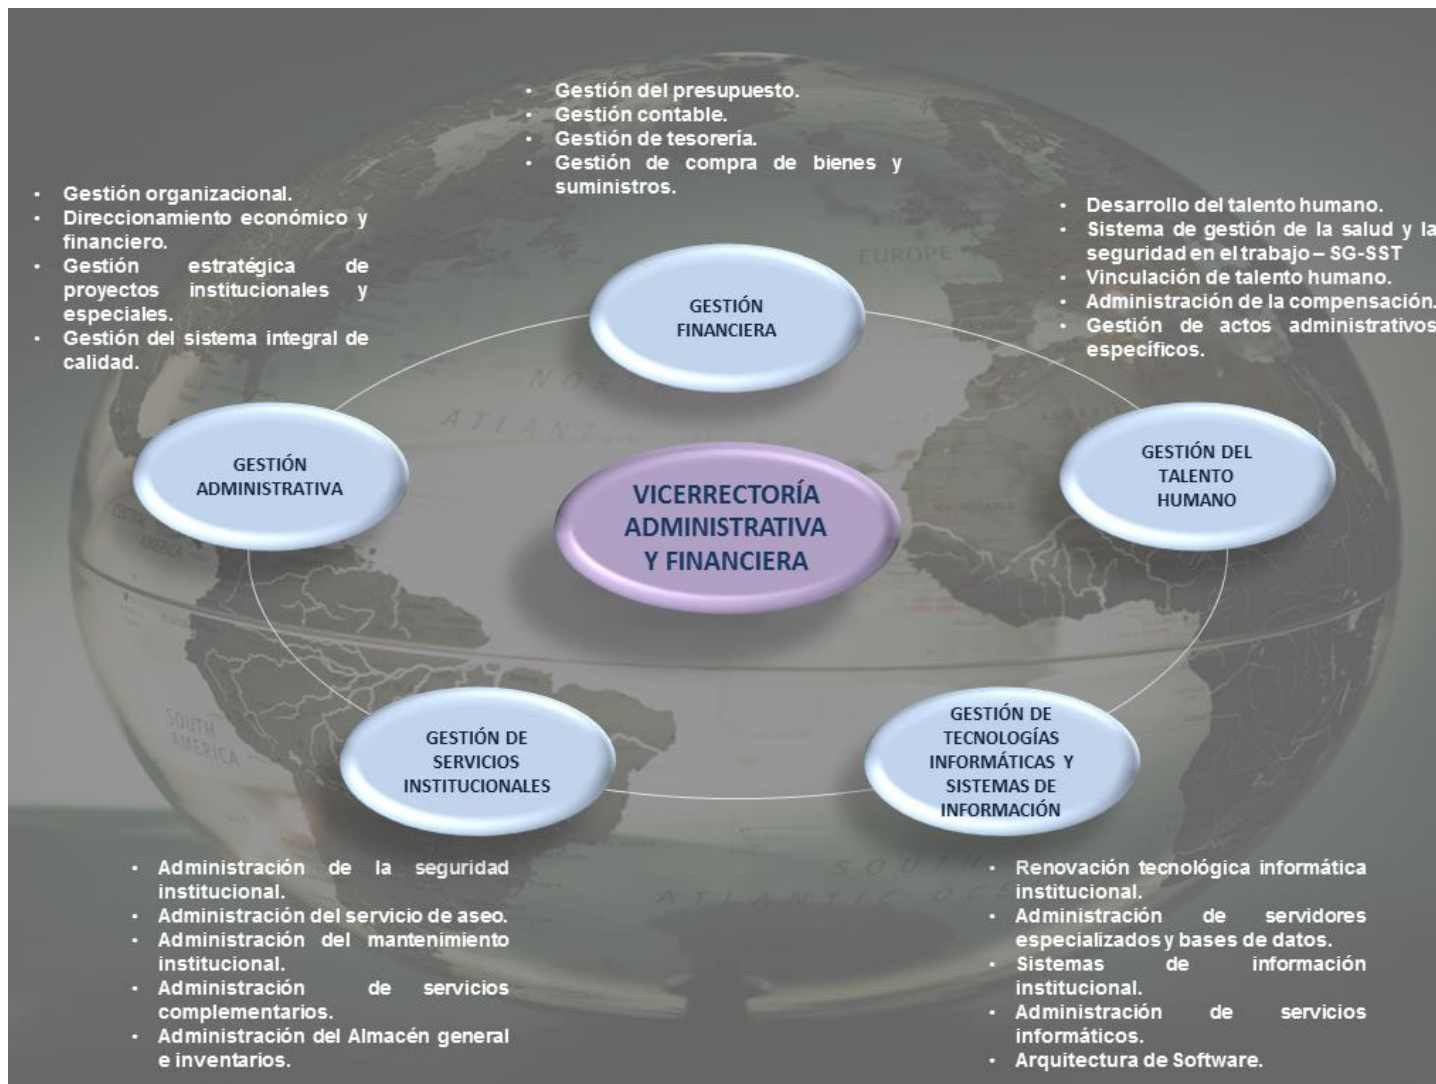 • Gestión del presupuesto.
• Gestión contable.
• Gestión de tesorería.
• Gestión de compra de bienes y
suministros.
• Gestión organizacional.
• Direccionamiento económico y
financiero.
• Gestión estratégica de
proyectos institucionales y
especiales.
• Gestión del sistema integral de
calidad.
• Desarrollo del talento humano.
• Sistema de gestión de la salud y la
seguridad en el trabajo – SG-SST
• Vinculación de talento humano.
• Administración de la compensación.
• Gestión de actos administrativos
específicos.
GESTIÓN
FINANCIERA
GESTIÓN
ADMINISTRATIVA
VICERRECTORÍA
ADMINISTRATIVA
Y FINANCIERA
GESTIÓN DEL
TALENTO
HUMANO
GESTIÓN DE
SERVICIOS
INSTITUCIONALES
GESTIÓN DE
TECNOLOGÍAS
INFORMÁTICAS Y
SISTEMAS DE
INFORMACIÓN
• Administración de la seguridad
institucional.
• Administración del servicio de aseo.
• Administración del mantenimiento
institucional.
• Administración de servicios
complementarios.
• Administración del Almacén general
e inventarios.
• Renovación tecnológica informática
institucional.
• Administración de servidores
especializados y bases de datos.
• Sistemas de información
institucional.
• Administración de servicios
informáticos.
• Arquitectura de Software.
EUROPE
ATLANTIC
SOUTH
AMERICA
SOUTH
ATLANTIC